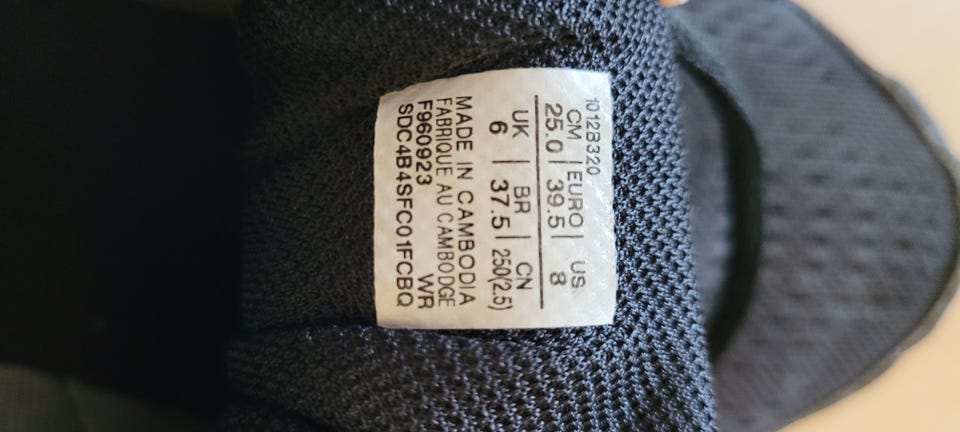 1012B320
CM | EURO | US
25.0 | 39.5 | 8
UK | BR | CN
6 | 37.5 | 250(2.5)
MADE IN CAMBODIA
FABRIQUE AU CAMBODGE
F960923 WR
SDC4B4SFC01FCBQ